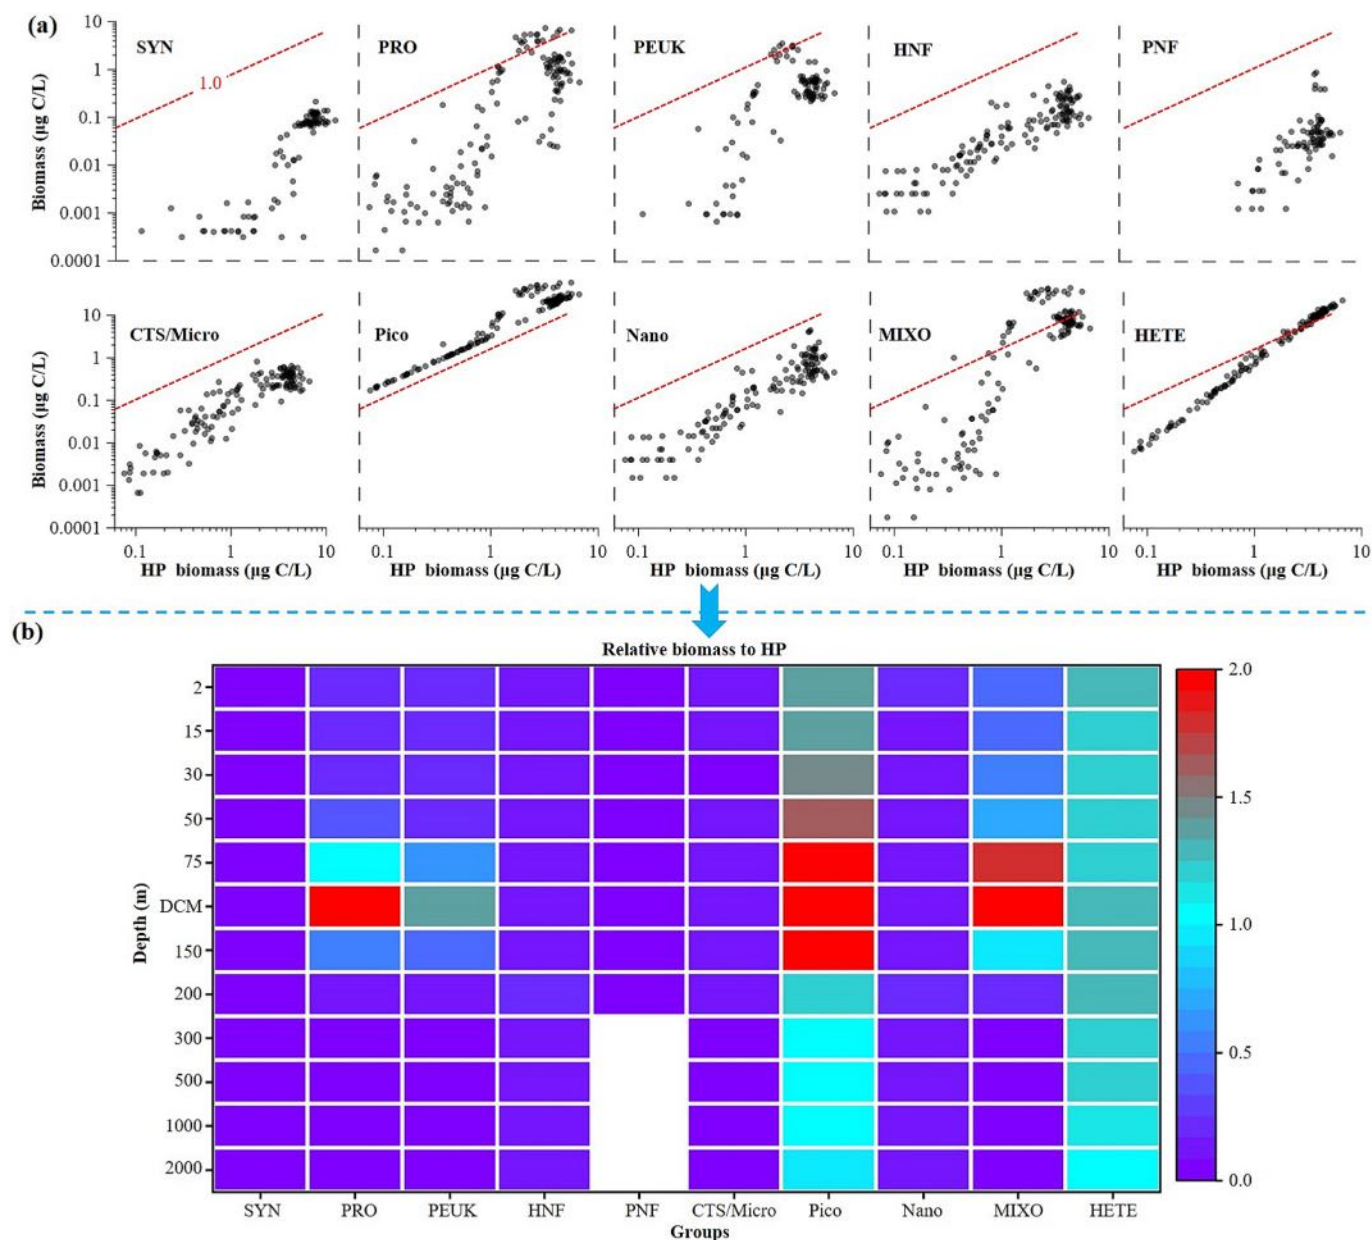 (a)
SYN
PRO
PEUK
HNF
PNF
1.0
Biomass (µg C/L)
10
1
0.1
0.01
0.001
0.0001
CTS/Micro
Pico
Nano
MIXO
HETE
Biomass (µg C/L)
10
1
0.1
0.01
0.001
0.0001
0.1 1 10
0.1 1 10
0.1 1 10
0.1 1 10
0.1 1 10
HP biomass (µg C/L)
HP biomass (µg C/L)
HP biomass (µg C/L)
HP biomass (µg C/L)
HP biomass (µg C/L)
(b)
Relative biomass to HP
Depth (m)
2
15
30
50
75
DCM
150
200
300
500
1000
2000
2.0
1.5
1.0
0.5
0.0
SYN PRO PEUK HNF PNF CTS/Micro Pico Nano MIXO HETE
Groups